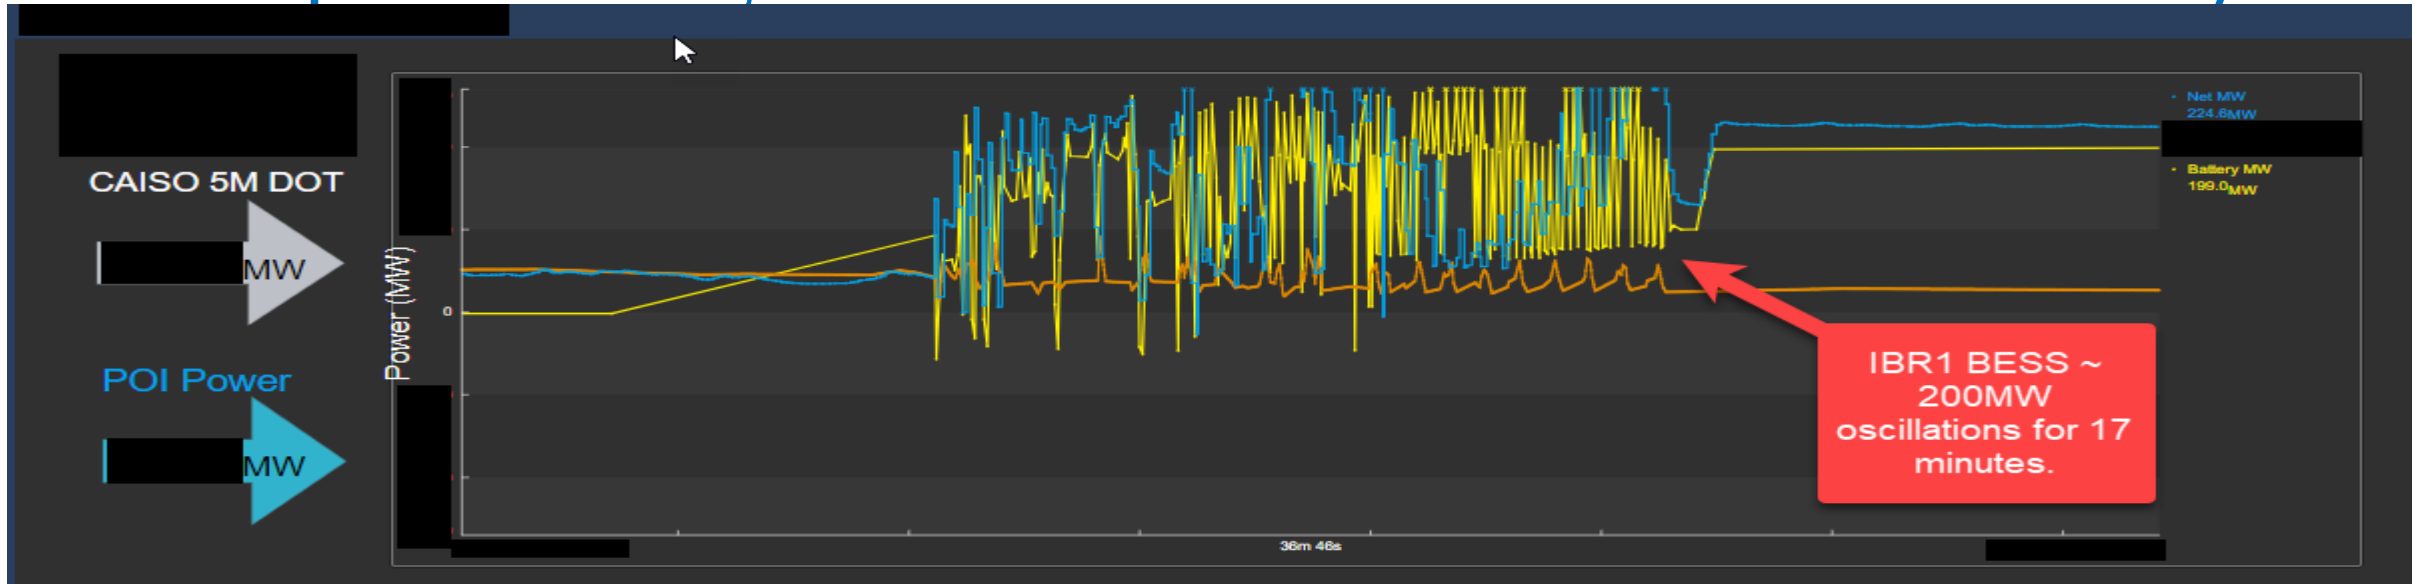 CAISO 5M DOT
MW
POI Power
MW
Power (MW)
0
36m 46s
Net MW
224.6MW
Battery MW
199.0MW
IBR1 BESS ~
200MW
oscillations for 17
minutes.